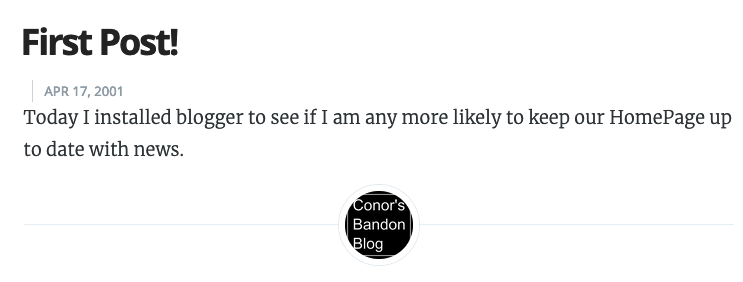 First Post!
APR 17, 2001
Today I installed blogger to see if I am any more likely to keep our HomePage up
to date with news.
Conor's
Bandon
Blog